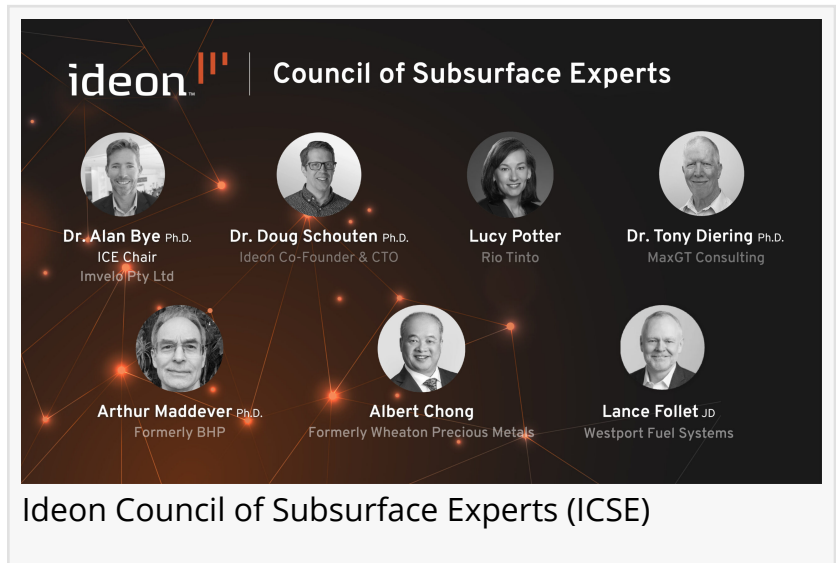 ideon™ Council of Subsurface Experts
Dr. Alan Bye Ph.D.
ICE Chair
Imvelo Pty Ltd
Dr. Doug Schouten Ph.D.
Ideon Co-Founder & CTO
Lucy Potter
Rio Tinto
Dr. Tony Diering Ph.D.
MaxGT Consulting
Arthur Maddever Ph.D.
Formerly BHP
Albert Chong
Formerly Wheaton Precious Metals
Lance Follet JD
Westport Fuel Systems
Ideon Council of Subsurface Experts (ICSE)